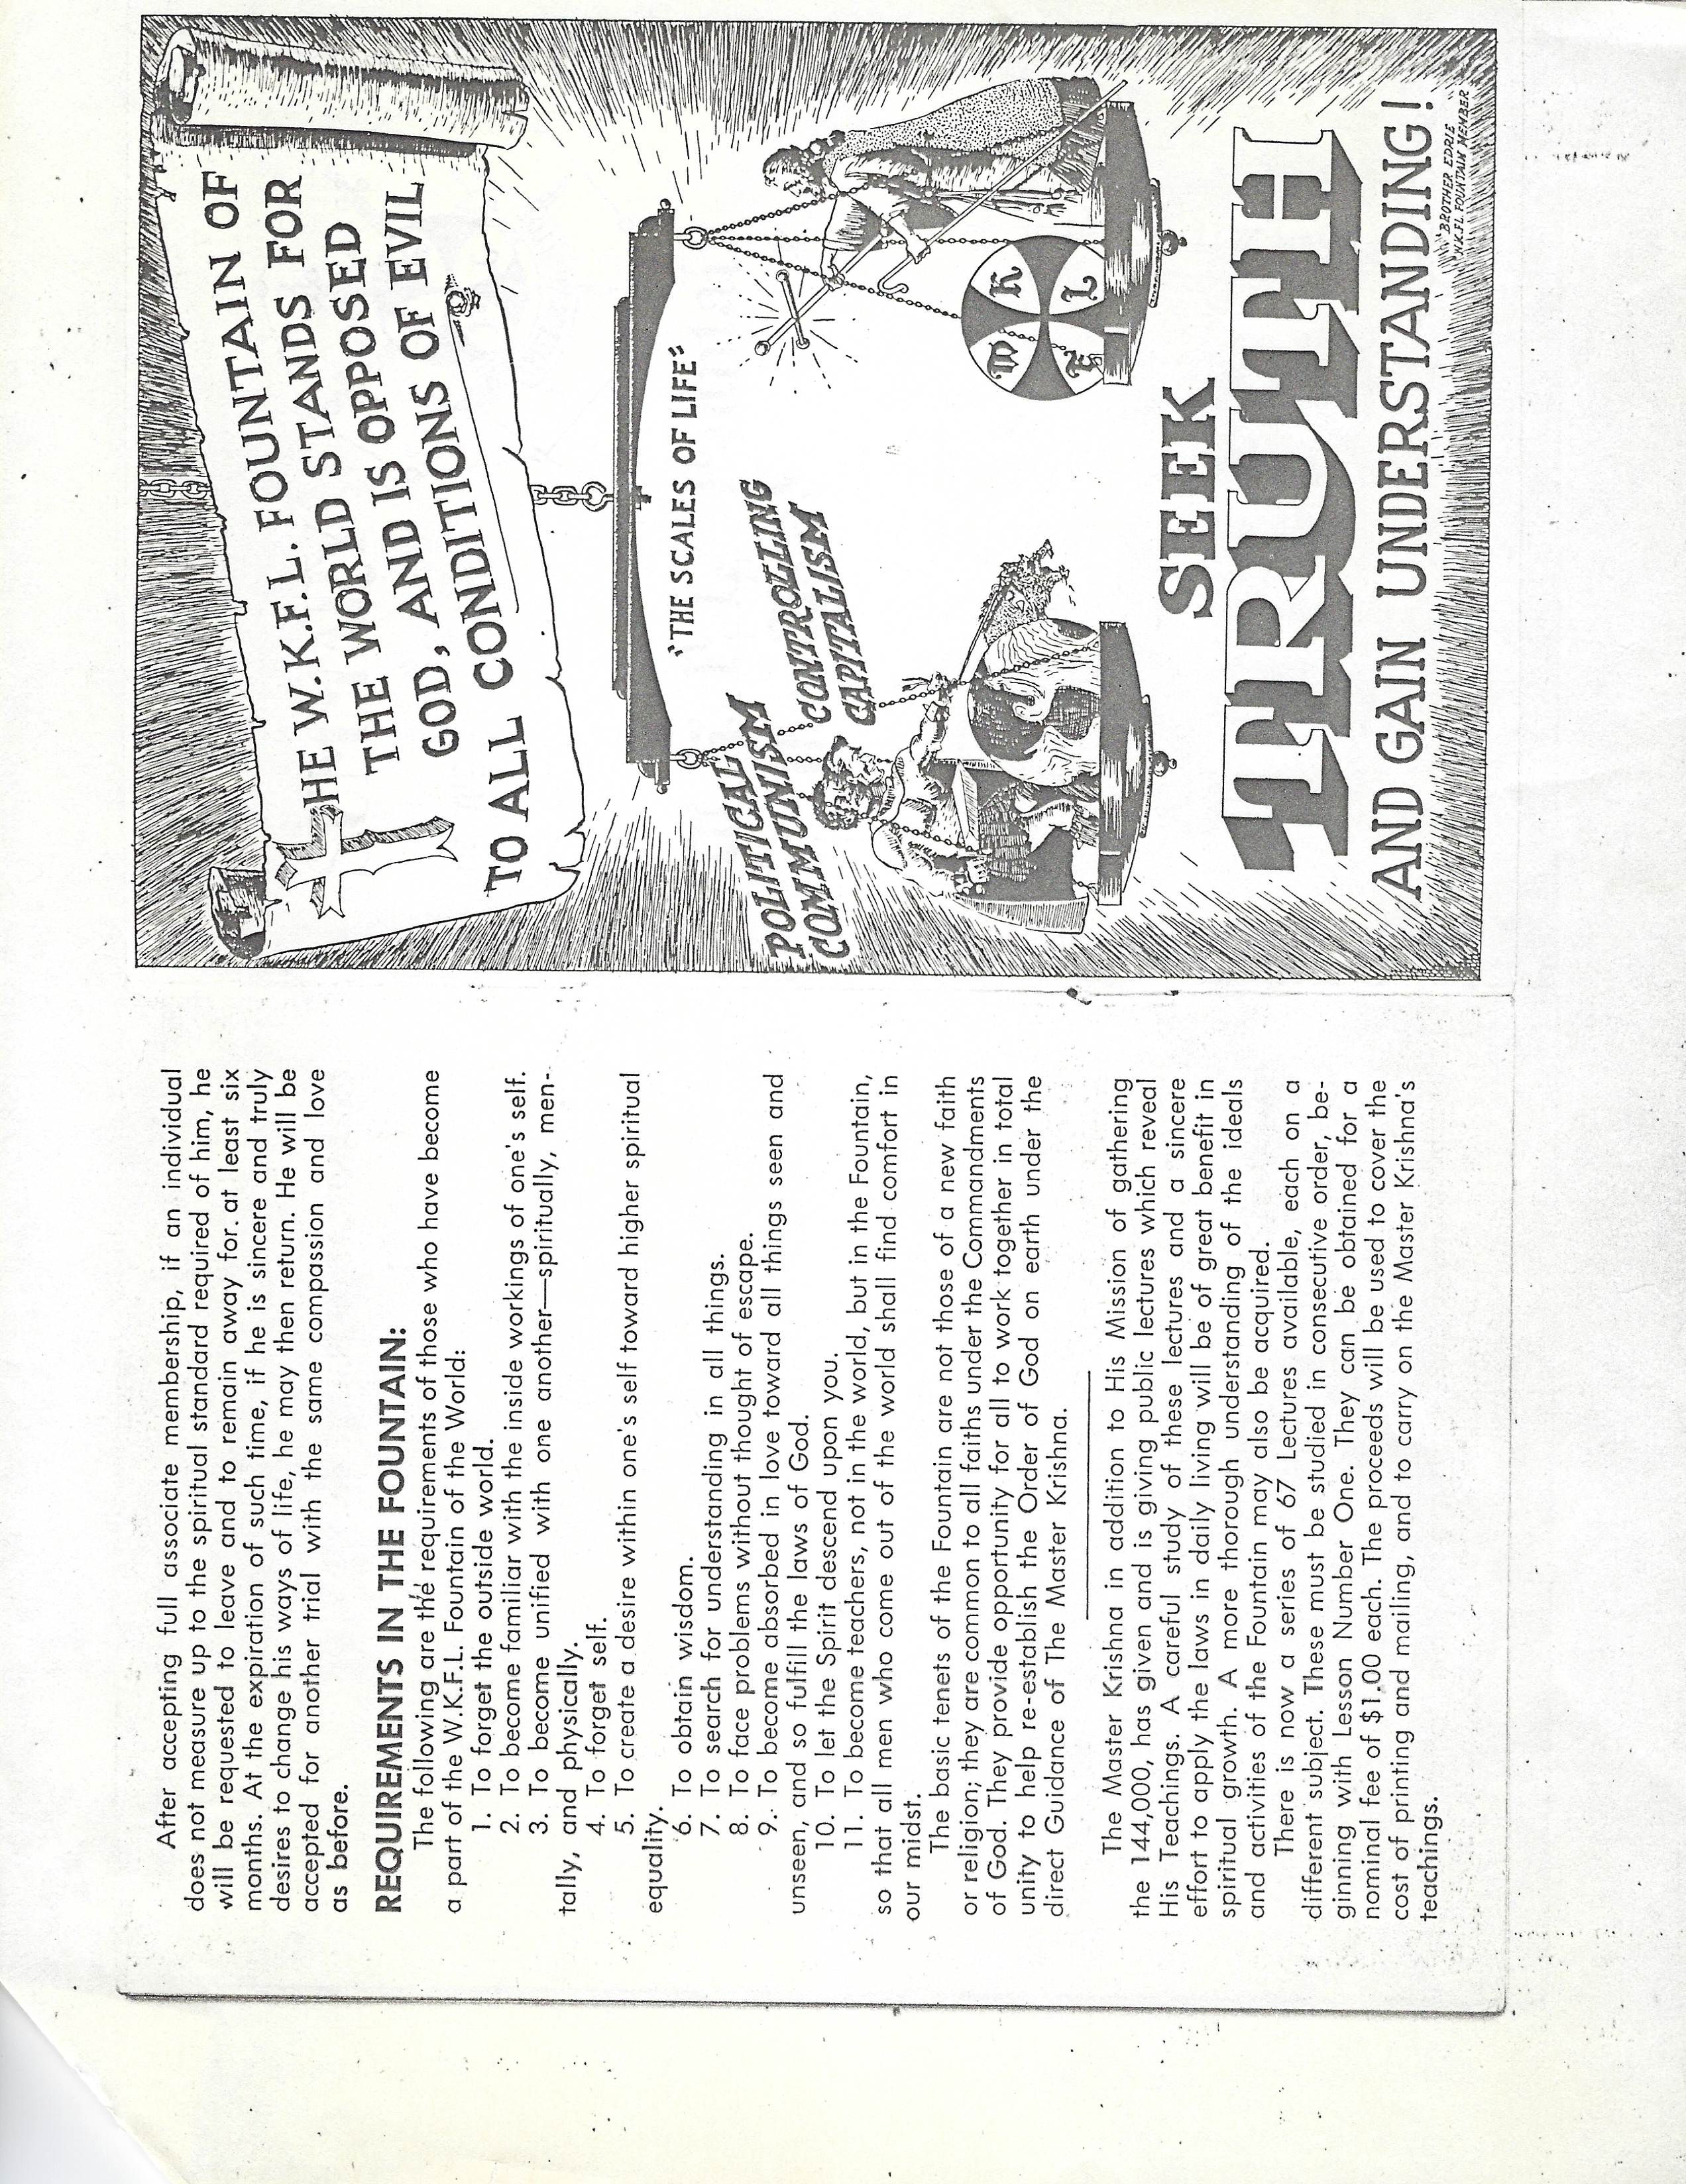 After accepting full associate membership, if an individual
does not measure up to the spiritual standard required of him, he
will be requested to leave and to remain away for. at least six
months. At the expiration of such time, if he is sincere and truly
desires to change his ways of life, he may then return. He will be
accepted for another trial with the same compassion and love
as before.
REQUIREMENTS IN THE FOUNTAIN:
The following are the requirements of those who have become
a part of the W.K.F.L. Fountain of the World:
1. To forget the outside world.
2. To become familiar with the inside workings of one's self.
3. To become unified with one another—spiritually, men-
tally, and physically.
4. To forget self.
5. To create a desire within one's self toward higher spiritual
equality.
6. To obtain wisdom.
7. To search for understanding in all things.
8. To face problems without thought of escape.
9. To become absorbed in love toward all things seen and
unseen, and so fulfill the laws of God.
10. To let the Spirit descend upon you.
11. To become teachers, not in the world, but in the Fountain,
so that all men who come out of the world shall find comfort in
our midst.
The basic tenets of the Fountain are not those of a new faith
or religion; they are common to all faiths under the Commandments
of God. They provide opportunity for all to work together in total
unity to help re-establish the Order of God on earth under the
direct Guidance of The Master Krishna.
The Master Krishna in addition to His Mission of gathering
the 144,000, has given and is giving public lectures which reveal
His Teachings. A careful study of these lectures and a sincere
effort to apply the laws in daily living will be of great benefit in
spiritual growth. A more thorough understanding of the ideals
and activities of the Fountain may also be acquired.
There is now a series of 67 Lectures available, each on a
different subject. These must be studied in consecutive order, be-
ginning with Lesson Number One. They can be obtained for a
nominal fee of $1.00 each. The proceeds will be used to cover the
cost of printing and mailing, and to carry on the Master Krishna's
teachings.
THE W.K.F.L. FOUNTAIN OF
THE WORLD STANDS FOR
GOD, AND IS OPPOSED
TO ALL CONDITIONS OF EVIL
"THE SCALES OF LIFE"
POLITICAL
COMMUNISM
CONTROLLING
CAPITALISM
W K
F L
SEEK
TRUTH
AND GAIN UNDERSTANDING!
BROTHER EDRIE
W.K.F.L. FOUNTAIN MEMBER